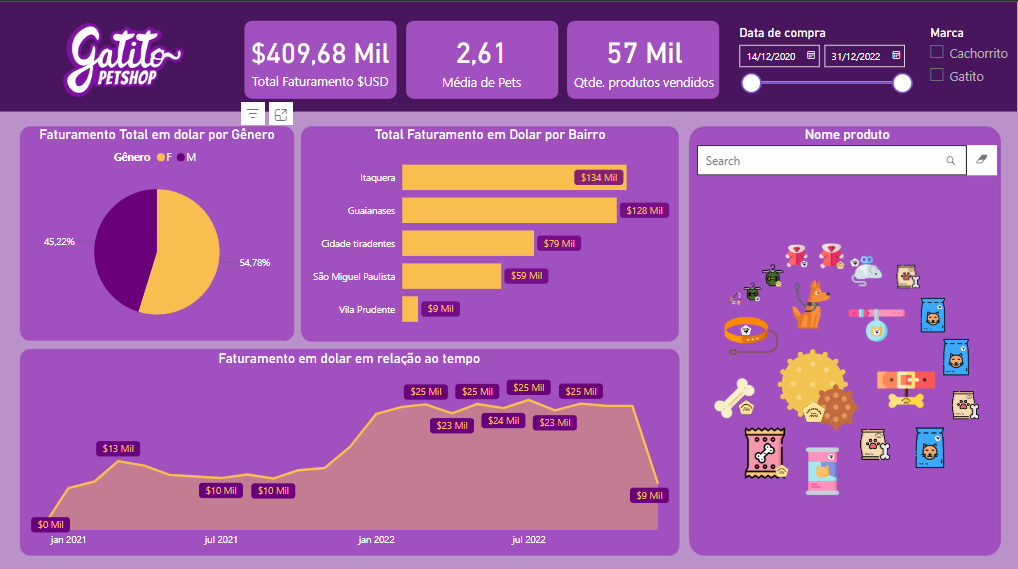 Gatito
PETSHOP
$409,68 Mil
Total Faturamento $USD
2,61
Média de Pets
57 Mil
Qtde. produtos vendidos
Data de compra
14/12/2020
31/12/2022
Marca
Cachorrito
Gatito
Faturamento Total em dolar por Gênero
Gênero F M
45,22%
54,78%
Total Faturamento em Dolar por Bairro
Itaquera $134 Mil
Guaianases $128 Mil
Cidade tiradentes $79 Mil
São Miguel Paulista $59 Mil
Vila Prudente $9 Mil
Nome produto
Search
Faturamento em dolar em relação ao tempo
$25 Mil $25 Mil $25 Mil $25 Mil
$23 Mil $24 Mil $23 Mil
$13 Mil
$10 Mil $10 Mil
$9 Mil
$0 Mil
jan 2021 jul 2021 jan 2022 jul 2022